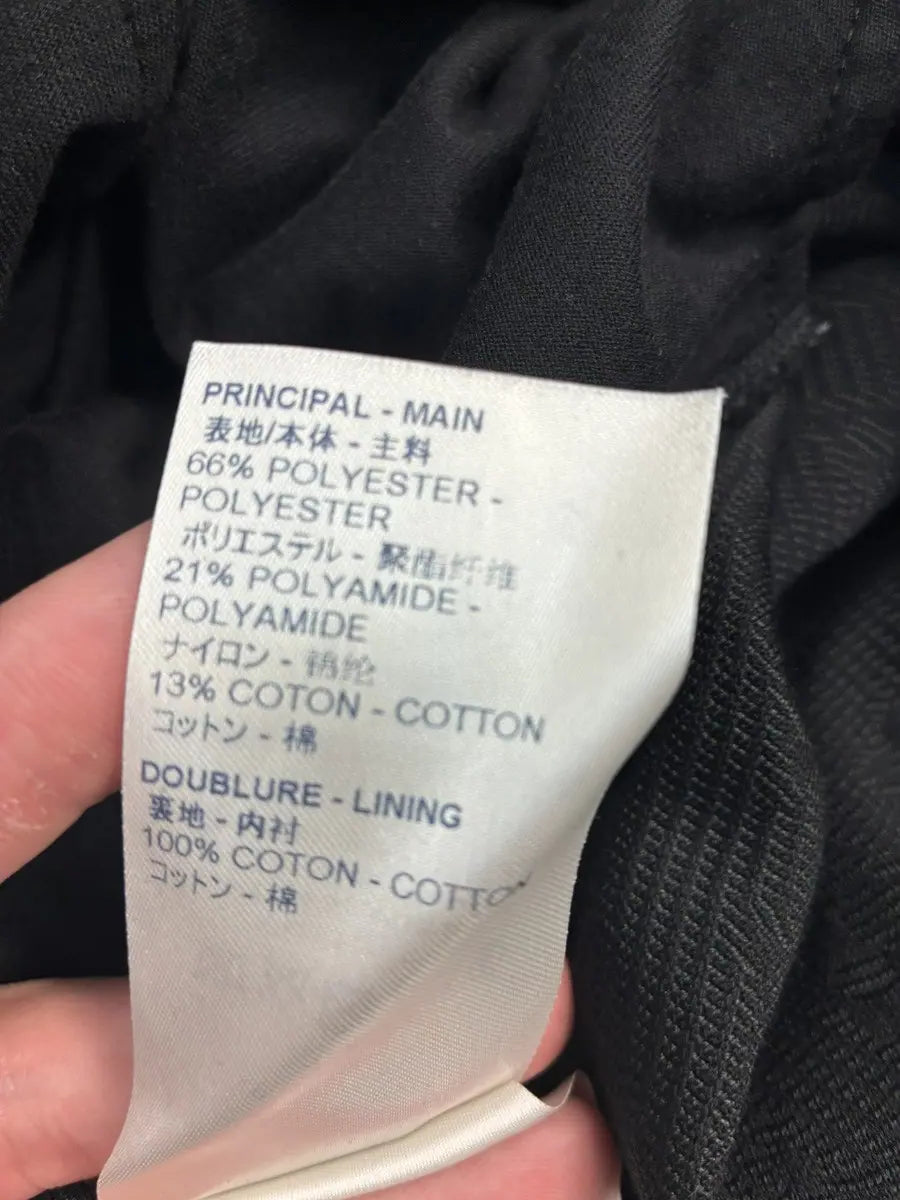 PRINCIPAL - MAIN
表地/本体 - 主料
66% POLYESTER -
POLYESTER
ポリエステル - 聚酯纤维
21% POLYAMIDE -
POLYAMIDE
ナイロン - 锦纶
13% COTON - COTTON
コットン - 棉
DOUBLURE - LINING
裏地 - 内衬
100% COTON - COTTON
コットン - 棉